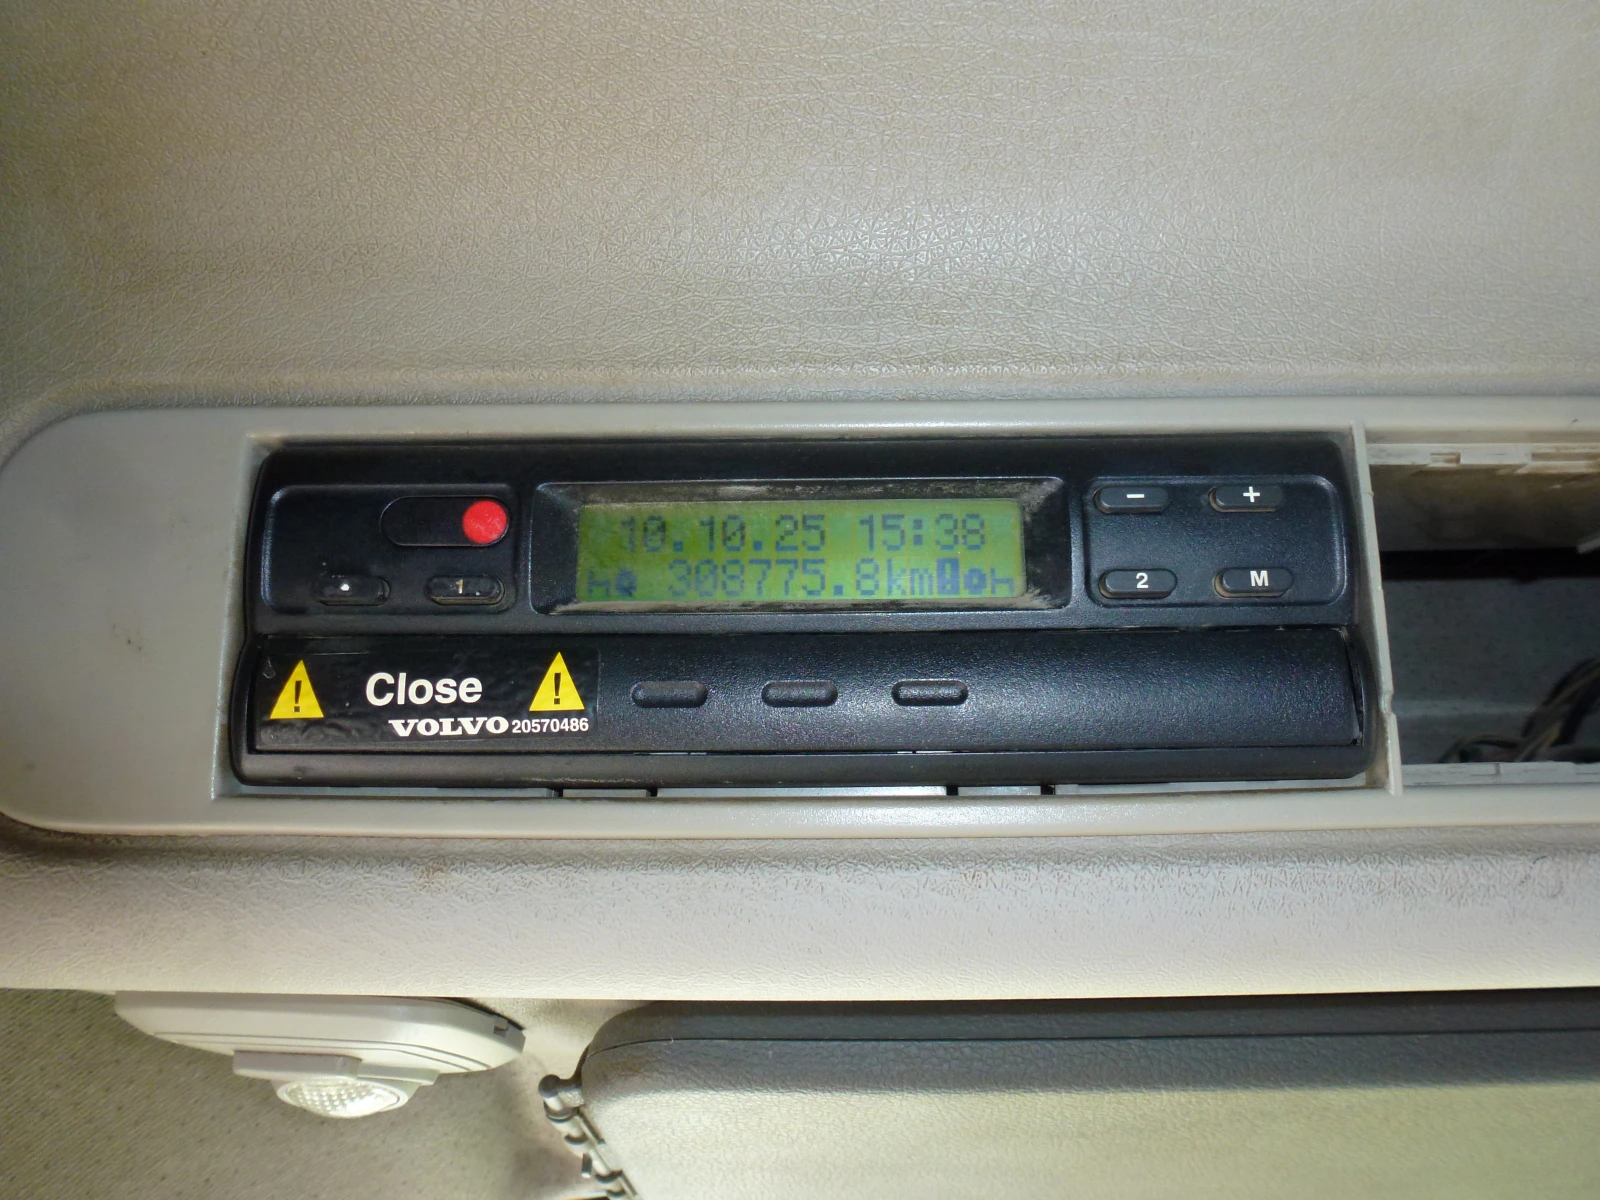 10.10.25 15:38
308775.8km
- +
1 2 M
! Close !
VOLVO 20570486